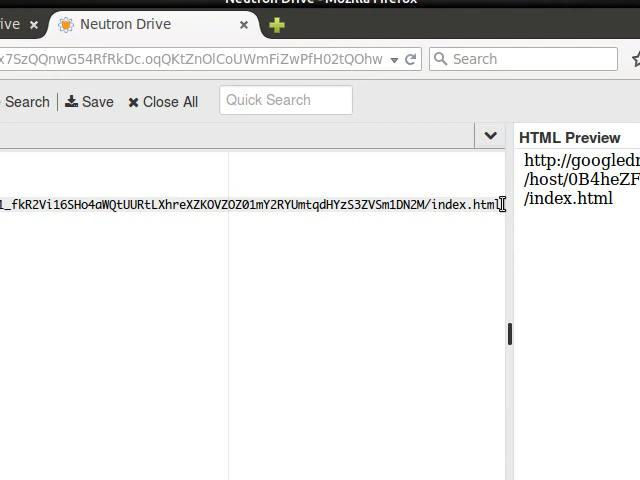 Neutron Drive - Mozilla Firefox
ive × Neutron Drive ×
x7SzQQnwG54RfRkDc.oqQKtZnOlCoUWmFiZwPfH02tQOhw Search
Search Save Close All Quick Search
HTML Preview
http://googledr
/host/0B4heZF
/index.html
1_fkR2Vi16SHo4aWQtUURtLXhreXZKOVZOZ01mY2RYUmtqdHYzS3ZVSm1DN2M/index.html